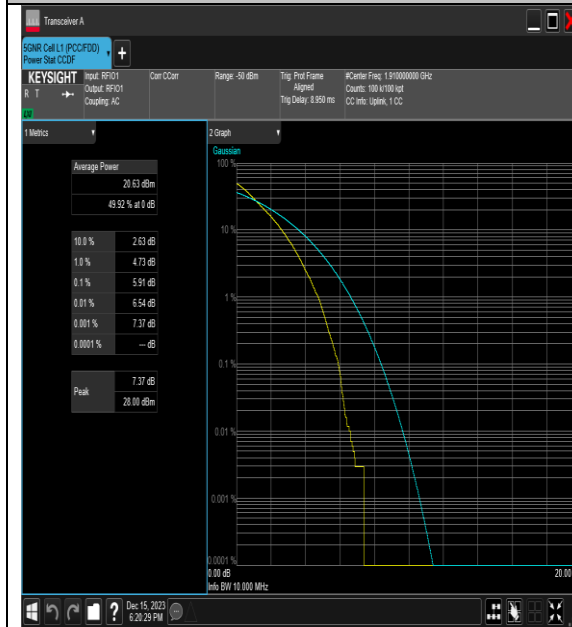 Transceiver A
5GNR Cell L1 (PCC/FDD)
Power Stat CCDF
+
KEYSIGHT
R T
Input: RFIO1
Output: RFIO1
Coupling: AC
Corr CCorr
Range: -50 dBm
Trig: Prot Frame
Aligned
Trig Delay: 8.950 ms
#Center Freq: 1.910000000 GHz
Counts: 100 k/100 kpt
CC Info: Uplink, 1 CC
1 Metrics
Average Power
20.63 dBm
49.92 % at 0 dB
10.0 % 2.63 dB
1.0 % 4.73 dB
0.1 % 5.91 dB
0.01 % 6.54 dB
0.001 % 7.37 dB
0.0001 % --- dB
Peak
7.37 dB
28.00 dBm
2 Graph
Gaussian
100 %
10 %
1 %
0.1 %
0.01 %
0.001 %
0.0001 %
0.00 dB
20.00
Info BW 10.000 MHz
?
Dec 15, 2023
6:20:29 PM